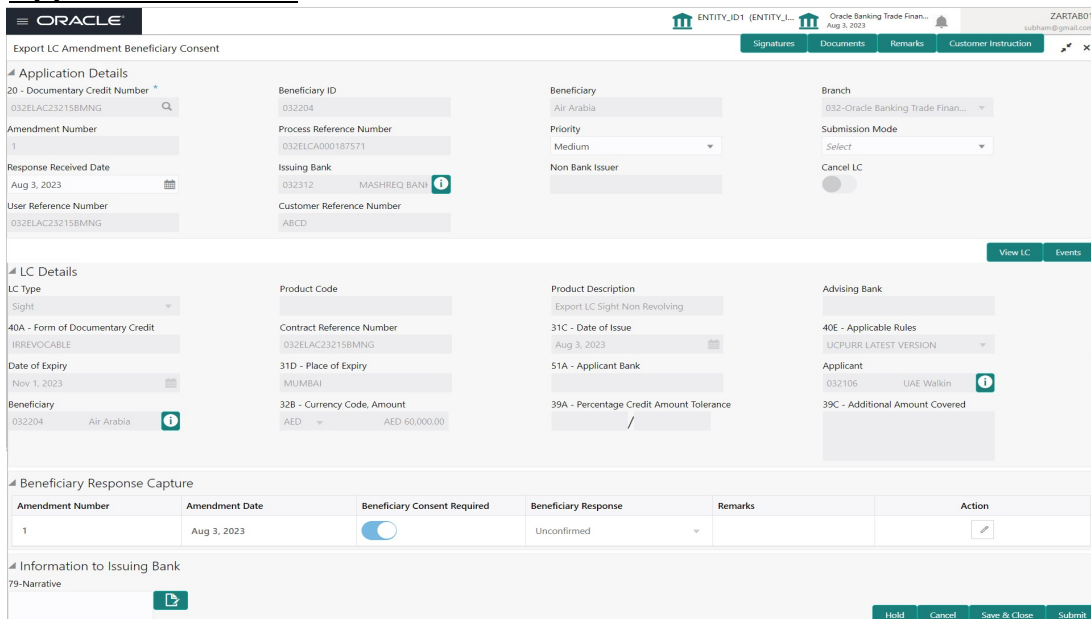 ORACLE
ENTITY_ID1 (ENTITY_I...
Oracle Banking Trade Finan...
Aug 3, 2023
ZARTAB01
subham@gmail.com
Export LC Amendment Beneficiary Consent
Signatures
Documents
Remarks
Customer Instruction
Application Details
20 - Documentary Credit Number *
Beneficiary ID
Beneficiary
Branch
032ELAC23215BMNG
032204
Air Arabia
032-Oracle Banking Trade Finan...
Amendment Number
Process Reference Number
Priority
Submission Mode
1
032ELCA000187571
Medium
Select
Response Received Date
Issuing Bank
Non Bank Issuer
Cancel LC
Aug 3, 2023
032312 MASHREQ BANK
User Reference Number
Customer Reference Number
032ELAC23215BMNG
ABCD
View LC
Events
LC Details
LC Type
Product Code
Product Description
Advising Bank
Sight
Export LC Sight Non Revolving
40A - Form of Documentary Credit
Contract Reference Number
31C - Date of Issue
40E - Applicable Rules
IRREVOCABLE
032ELAC23215BMNG
Aug 3, 2023
UCPURR LATEST VERSION
Date of Expiry
31D - Place of Expiry
51A - Applicant Bank
Applicant
Nov 1, 2023
MUMBAI
032106 UAE Walkin
Beneficiary
32B - Currency Code, Amount
39A - Percentage Credit Amount Tolerance
39C - Additional Amount Covered
032204 Air Arabia
AED AED 60,000.00
/
Beneficiary Response Capture
Amendment Number
Amendment Date
Beneficiary Consent Required
Beneficiary Response
Remarks
Action
1
Aug 3, 2023
Unconfirmed
Information to Issuing Bank
79-Narrative
Hold
Cancel
Save & Close
Submit